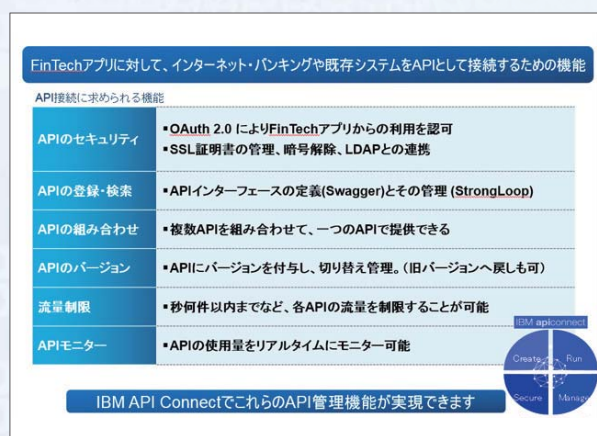 FinTechアプリに対して、インターネット・バンキングや既存システムをAPIとして接続するための機能
API接続に求められる機能
APIのセキュリティ
▪OAuth 2.0 によりFinTechアプリからの利用を認可
▪SSL証明書の管理、暗号解除、LDAPとの連携
APIの登録・検索
▪APIインターフェースの定義(Swagger)とその管理 (StrongLoop)
APIの組み合わせ
▪複数APIを組み合わせて、一つのAPIで提供できる
APIのバージョン
▪APIにバージョンを付与し、切り替え管理。（旧バージョンへ戻しも可）
流量制限
▪秒何件以内までなど、各APIの流量を制限することが可能
APIモニター
▪APIの使用量をリアルタイムにモニター可能
IBM apiconnect
Create Run
Secure Manage
IBM API ConnectでこれらのAPI管理機能が実現できます